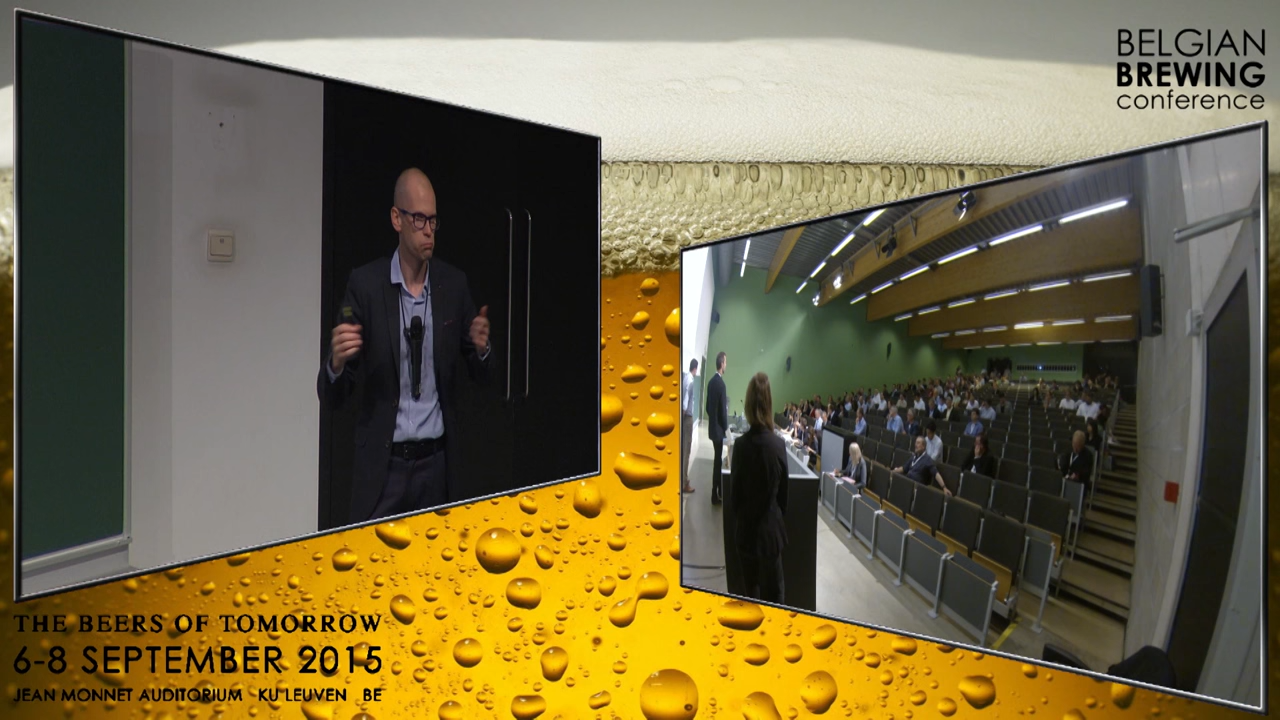 BELGIAN
BREWING
conference
THE BEERS OF TOMORROW
6-8 SEPTEMBER 2015
JEAN MONNET AUDITORIUM KU LEUVEN BE